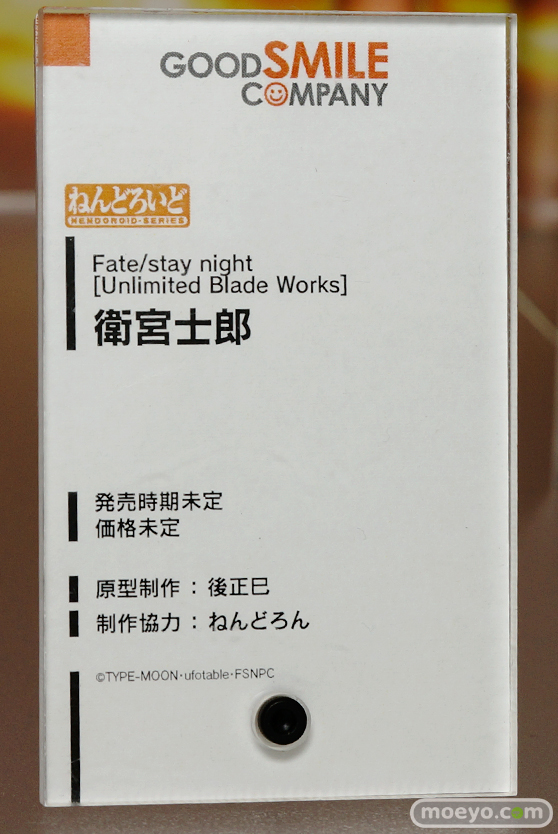 GOODSMILE
COMPANY
ねんどろいど
NENDOROID-SERIES
Fate/stay night
[Unlimited Blade Works]
衛宮士郎
発売時期未定
価格未定
原型制作：後正巳
制作協力：ねんどろん
©TYPE-MOON・ufotable・FSNPC
moeyo.com